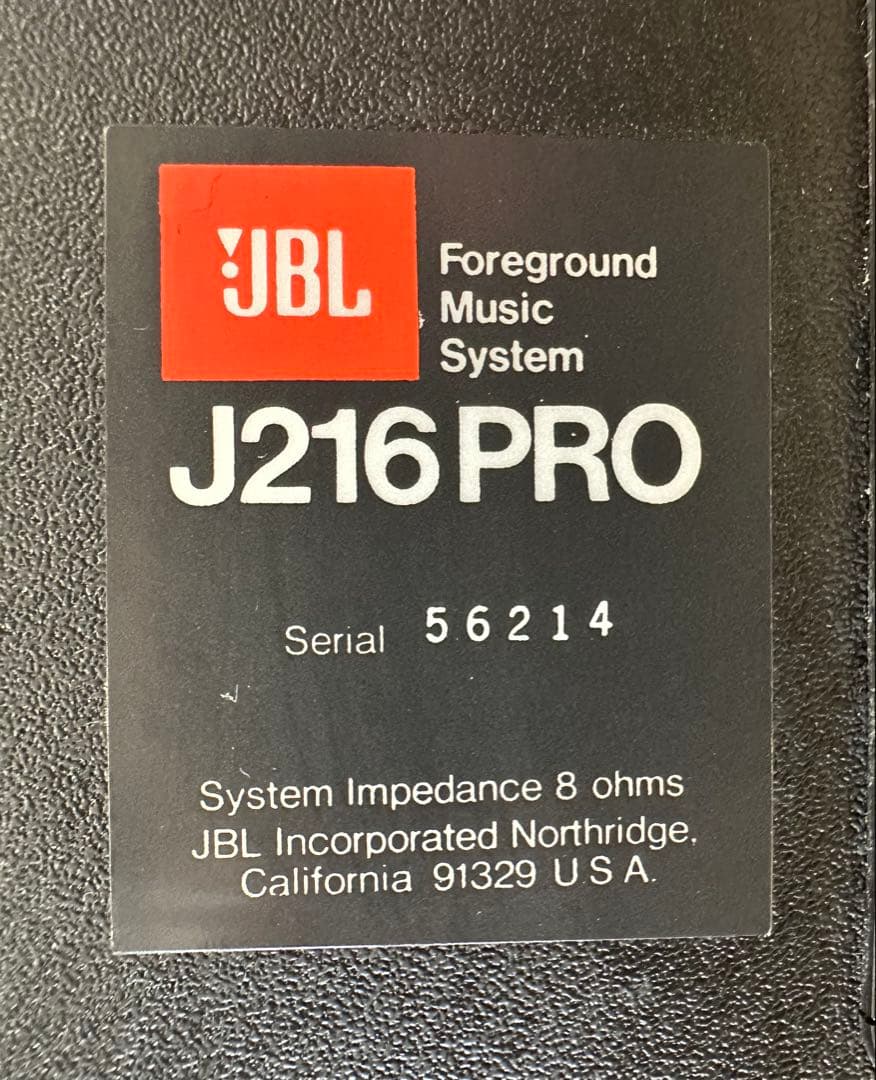 JBL
Foreground
Music
System
J216 PRO
Serial 56214
System Impedance 8 ohms
JBL Incorporated Northridge,
California 91329 U.S.A.